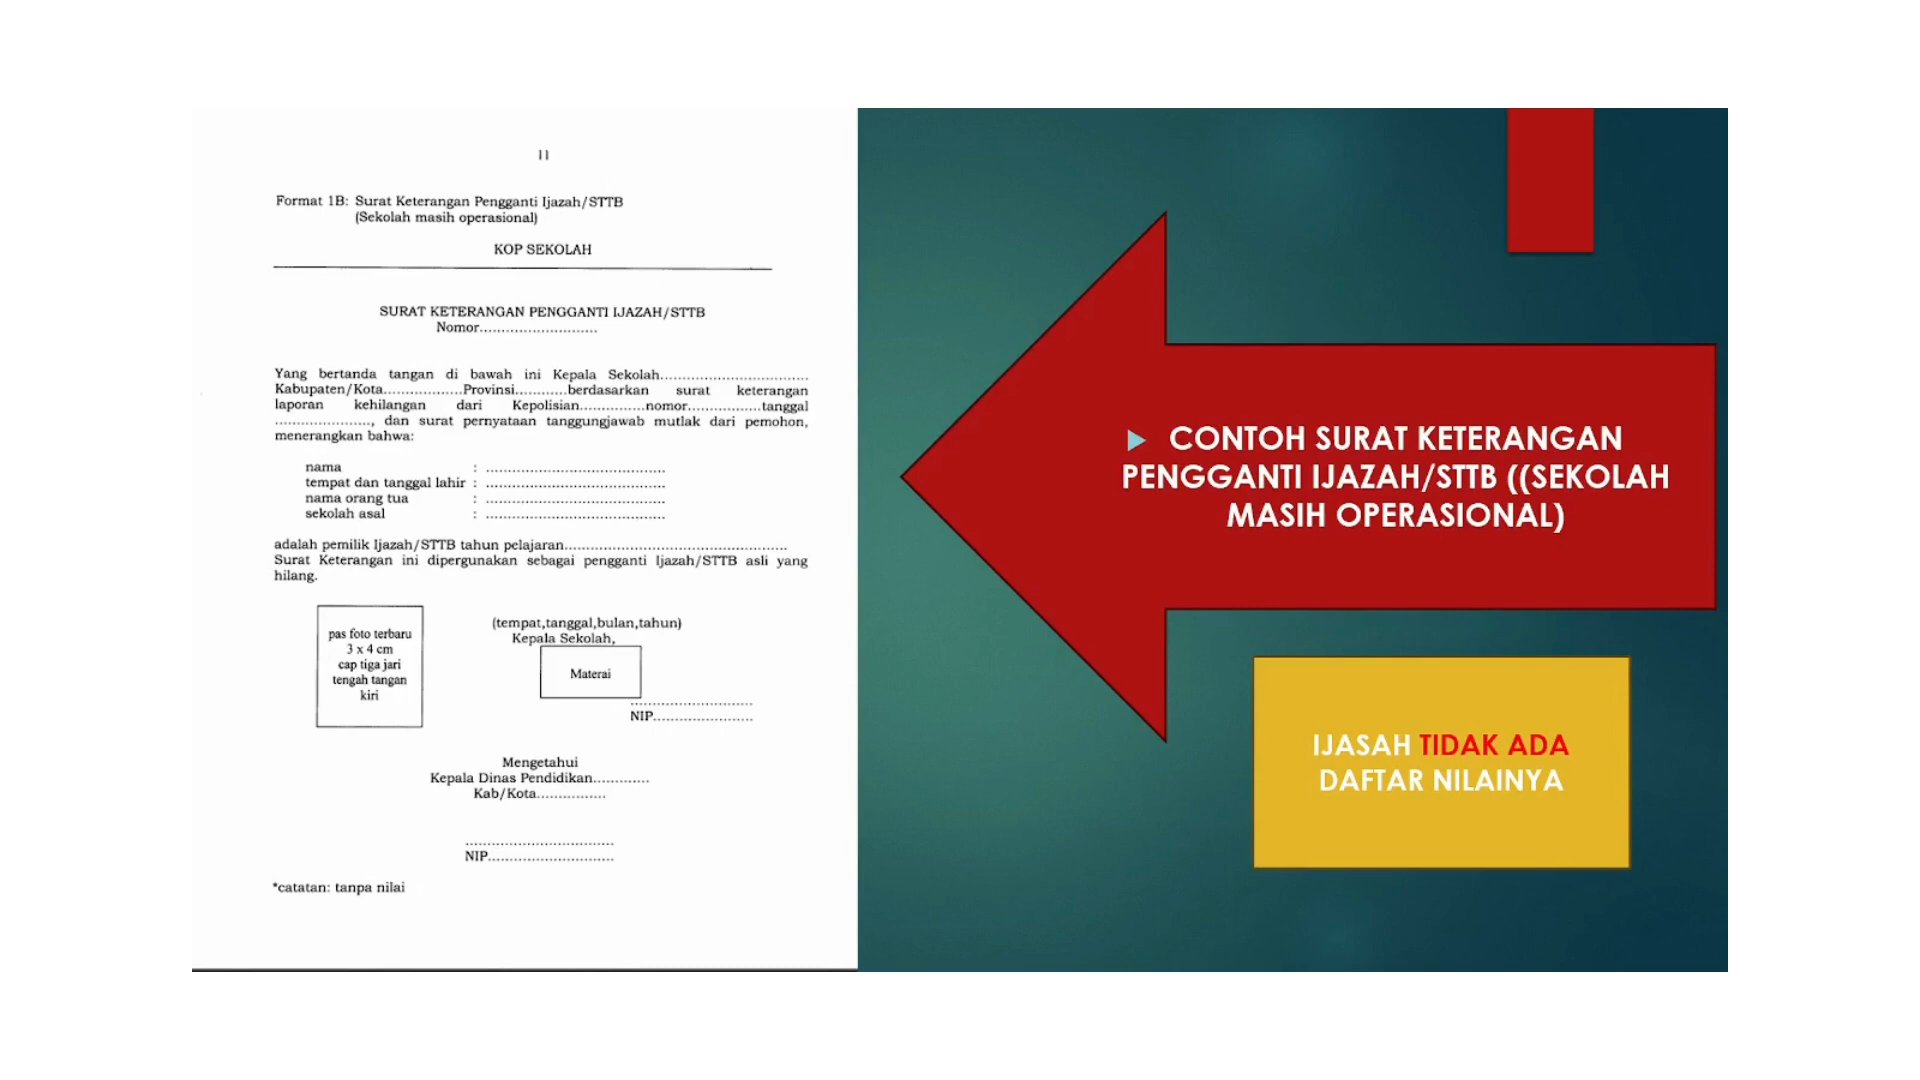 11
Format 1B: Surat Keterangan Pengganti Ijazah/STTB
(Sekolah masih operasional)
KOP SEKOLAH
SURAT KETERANGAN PENGGANTI IJAZAH/STTB
Nomor...........................
Yang bertanda tangan di bawah ini Kepala Sekolah..................................
Kabupaten/Kota..................Provinsi............berdasarkan surat keterangan
laporan kehilangan dari Kepolisian...............nomor.................tanggal
......................, dan surat pernyataan tanggungjawab mutlak dari pemohon,
menerangkan bahwa:
nama : .........................................
tempat dan tanggal lahir : .........................................
nama orang tua : .........................................
sekolah asal : .........................................
adalah pemilik Ijazah/STTB tahun pelajaran...................................................
Surat Keterangan ini dipergunakan sebagai pengganti Ijazah/STTB asli yang
hilang.
pas foto terbaru
3 x 4 cm
cap tiga jari
tengah tangan
kiri
(tempat,tanggal,bulan,tahun)
Kepala Sekolah,
Materai
............................
NIP.......................
Mengetahui
Kepala Dinas Pendidikan.............
Kab/Kota................
..................................
NIP.............................
*catatan: tanpa nilai
CONTOH SURAT KETERANGAN
PENGGANTI IJAZAH/STTB ((SEKOLAH
MASIH OPERASIONAL)
IJASAH TIDAK ADA
DAFTAR NILAINYA